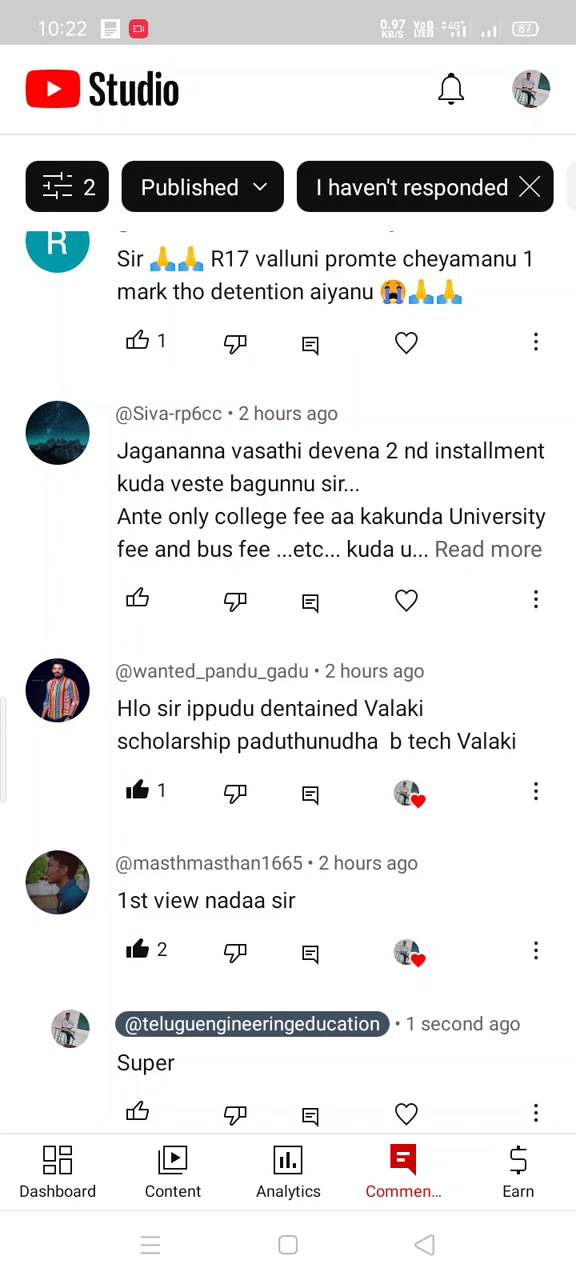 10:22
0.97 KB/S VoD LTEB 4G+ 87
Studio
2
Published
I haven't responded
R
Sir 🙏🙏 R17 valluni promte cheyamanu 1
mark tho detention aiyanu 😭🙏🙏
1
@Siva-rp6cc • 2 hours ago
Jagananna vasathi devena 2 nd installment
kuda veste bagunnu sir...
Ante only college fee aa kakunda University
fee and bus fee ...etc... kuda u... Read more
@wanted_pandu_gadu • 2 hours ago
Hlo sir ippudu dentained Valaki
scholarship paduthunudha b tech Valaki
1
@masthmasthan1665 • 2 hours ago
1st view nadaa sir
2
@teluguengineeringeducation • 1 second ago
Super
Dashboard
Content
Analytics
Commen...
Earn